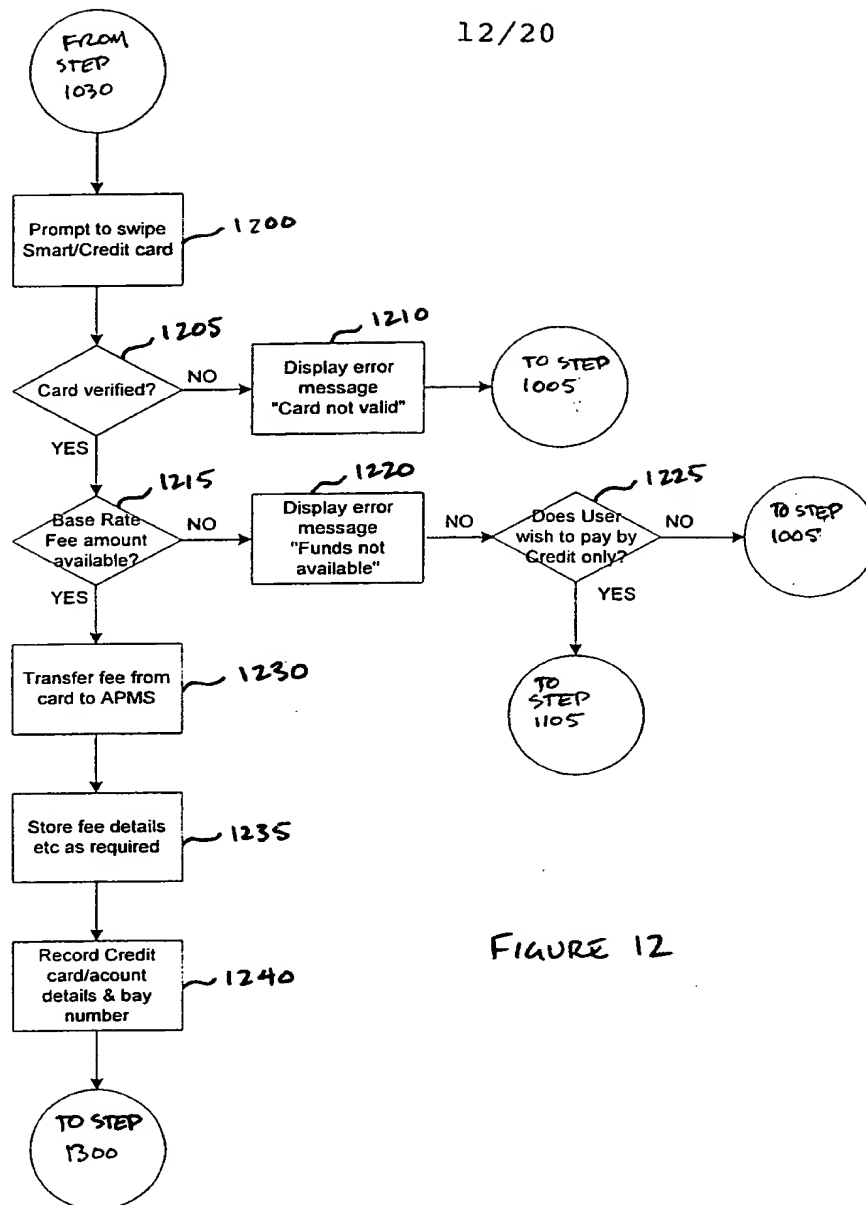 12/20
FROM
STEP
1030
Prompt to swipe
Smart/Credit card
1200
1205
Card verified?
NO
YES
1210
Display error
message
"Card not valid"
TO STEP
1005
1215
Base Rate
Fee amount
available?
NO
YES
1220
Display error
message
"Funds not
available"
NO
1225
Does User
wish to pay by
Credit only?
NO
YES
TO STEP
1005
TO
STEP
1105
Transfer fee from
card to APMS
1230
Store fee details
etc as required
1235
Record Credit
card/acount
details & bay
number
1240
TO STEP
1300
FIGURE 12